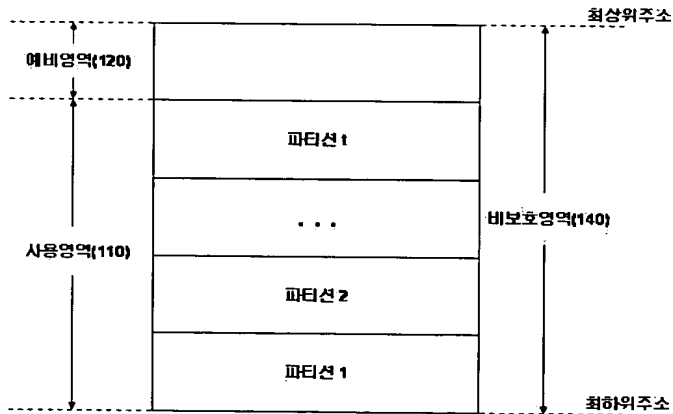 최상위주소
예비영역(120)
파티션 t
...
비보호영역(140)
사용영역(110)
파티션 2
파티션 1
최하위주소